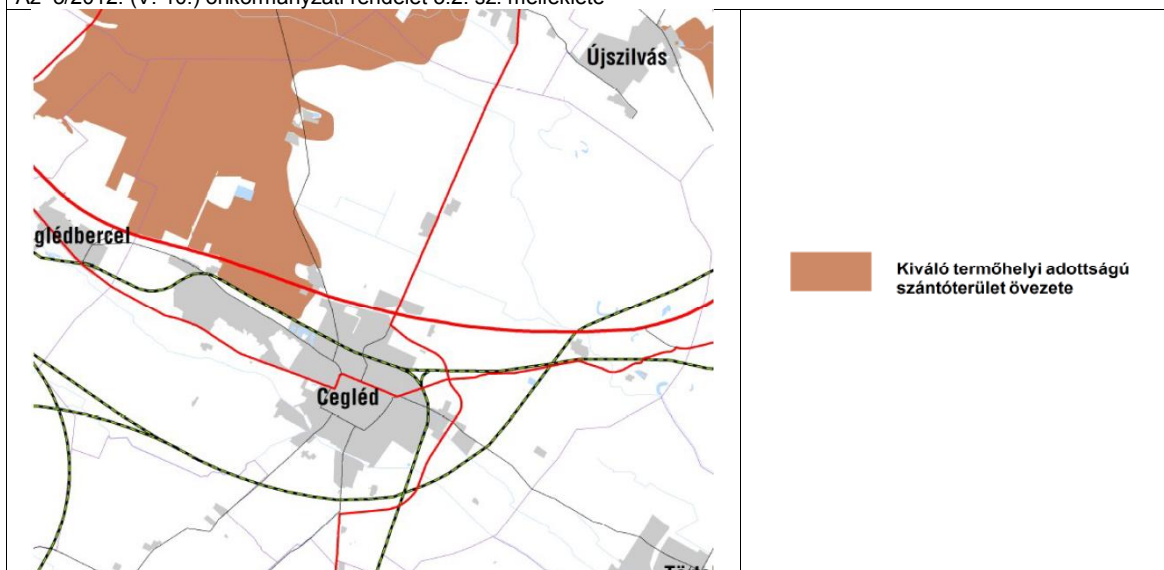 Újszilvás
glédbercel
Kiváló termőhelyi adottságú
szántóterület övezete
Cegléd